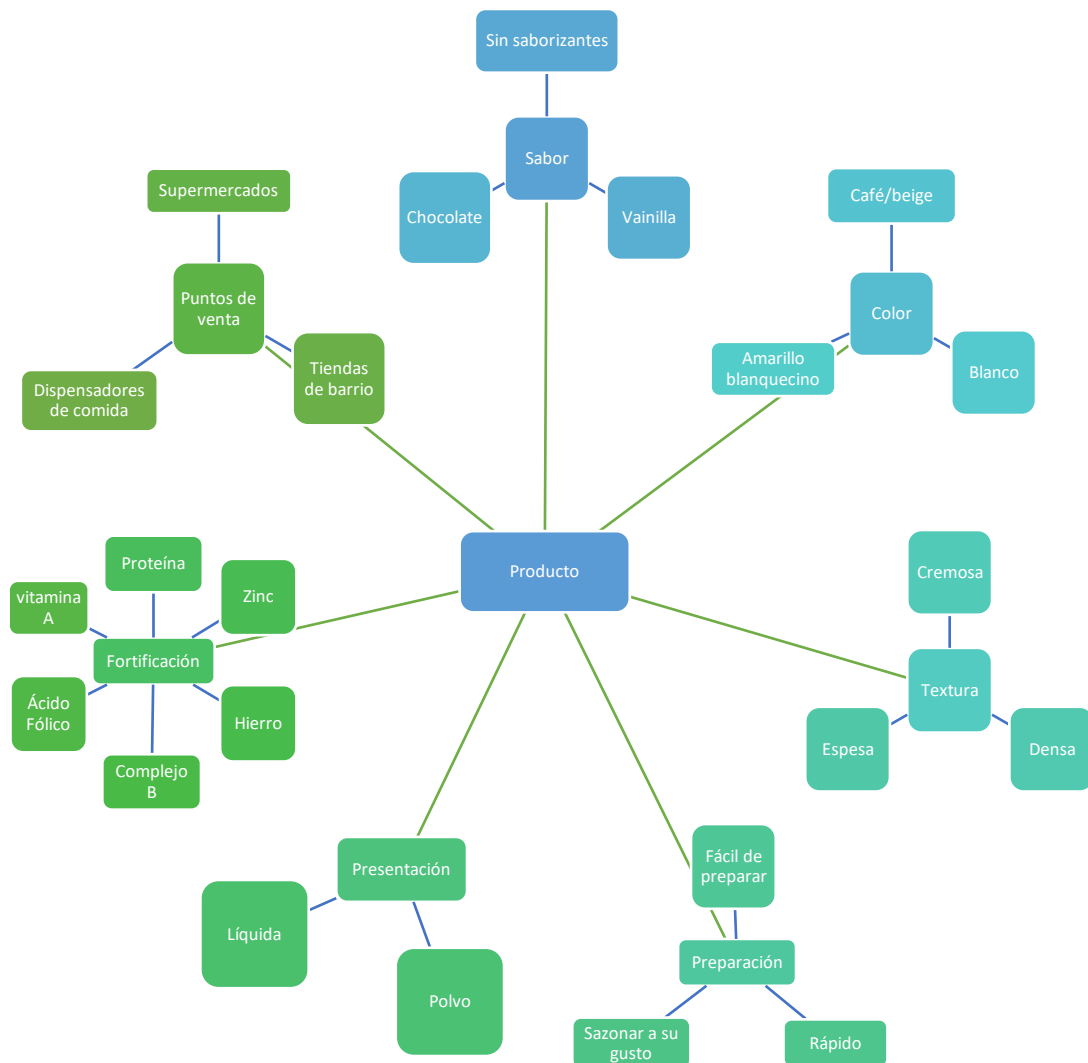 Sin saborizantes
Sabor
Chocolate
Vainilla
Supermercados
Puntos de
venta
Dispensadores
de comida
Tiendas
de barrio
Café/beige
Color
Amarillo
blanquecino
Blanco
Producto
Proteína
Zinc
vitamina
A
Fortificación
Ácido
Fólico
Hierro
Complejo
B
Cremosa
Textura
Espesa
Densa
Presentación
Líquida
Polvo
Fácil de
preparar
Preparación
Sazonar a su
gusto
Rápido